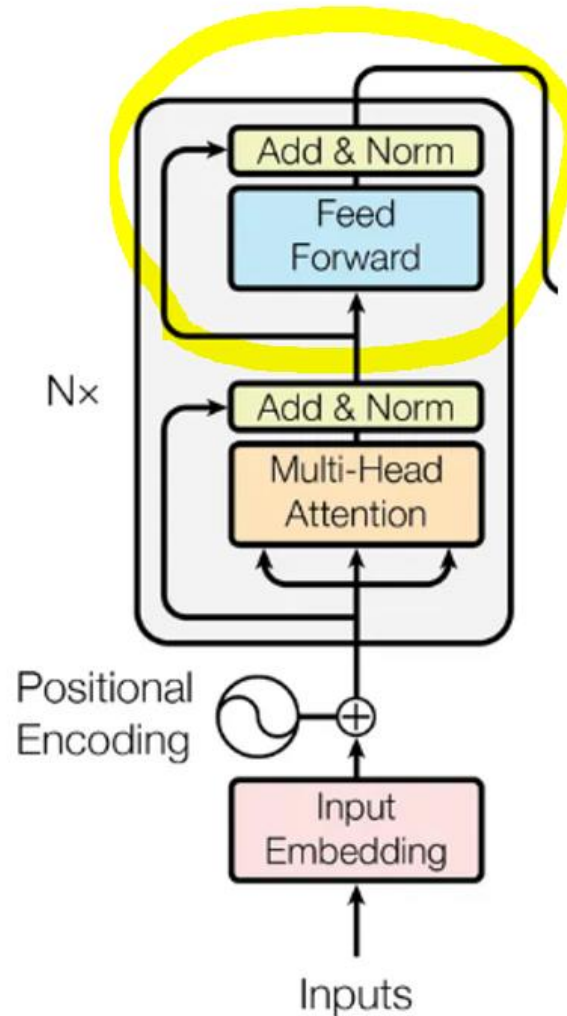 Add & Norm
Feed
Forward
Add & Norm
N×
Multi-Head
Attention
Positional
Encoding
Input
Embedding
Inputs